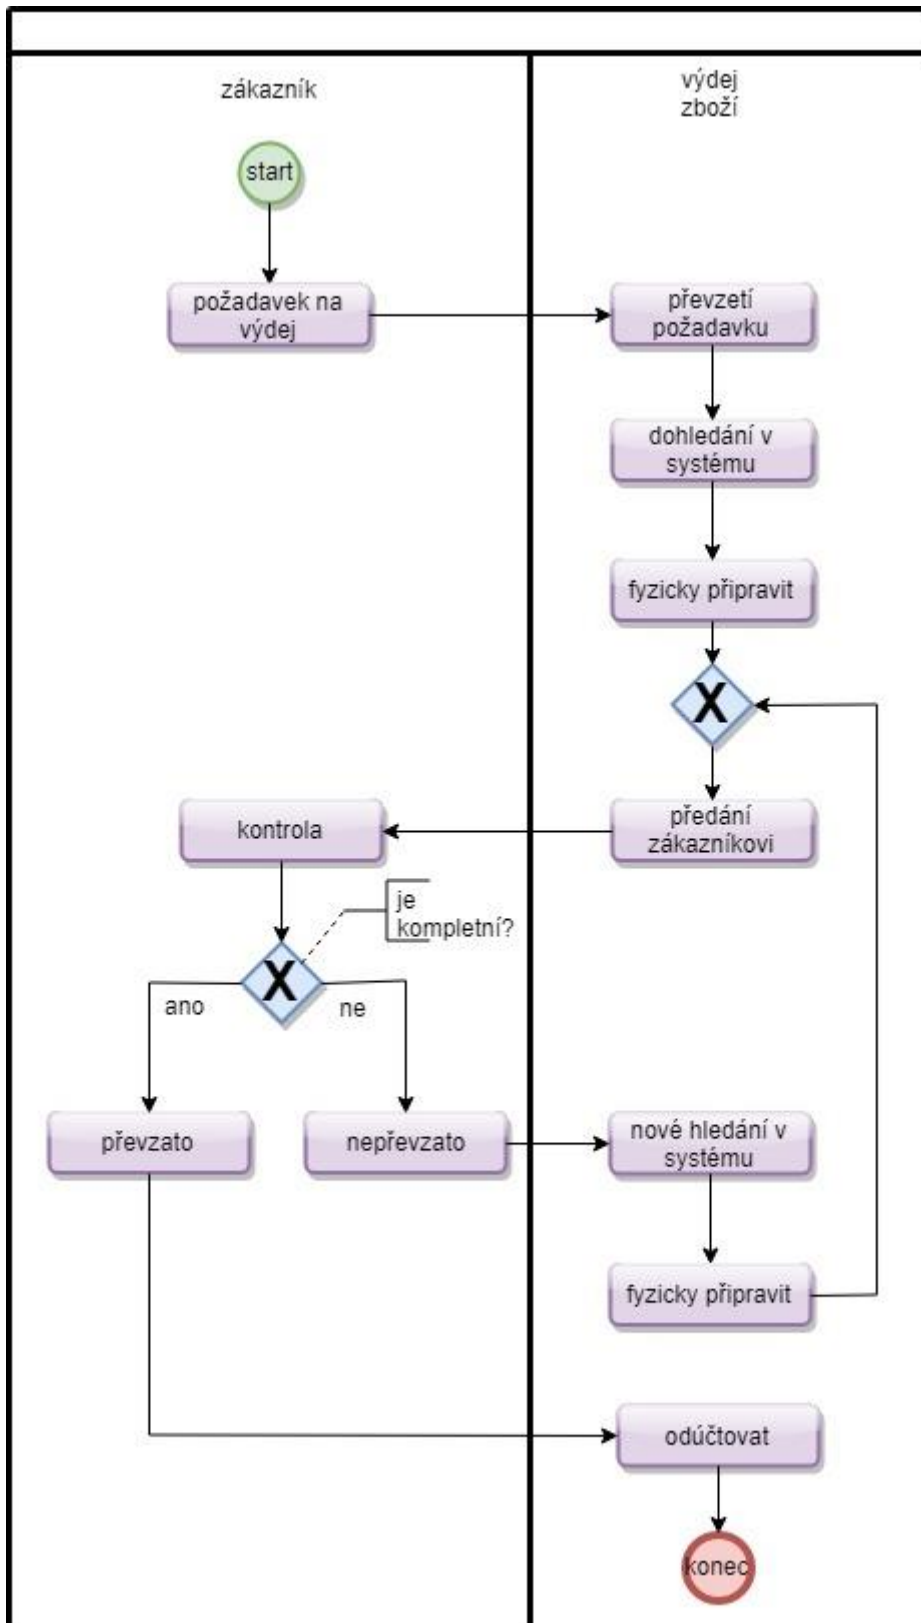 zákazník
výdej
zboží
start
požadavek na
výdej
převzetí
požadavku
dohledání v
systému
fyzicky připravit
X
předání
zákazníkovi
kontrola
je
kompletní?
X
ano
ne
převzato
nepřevzato
nové hledání v
systému
fyzicky připravit
odúčtovat
konec